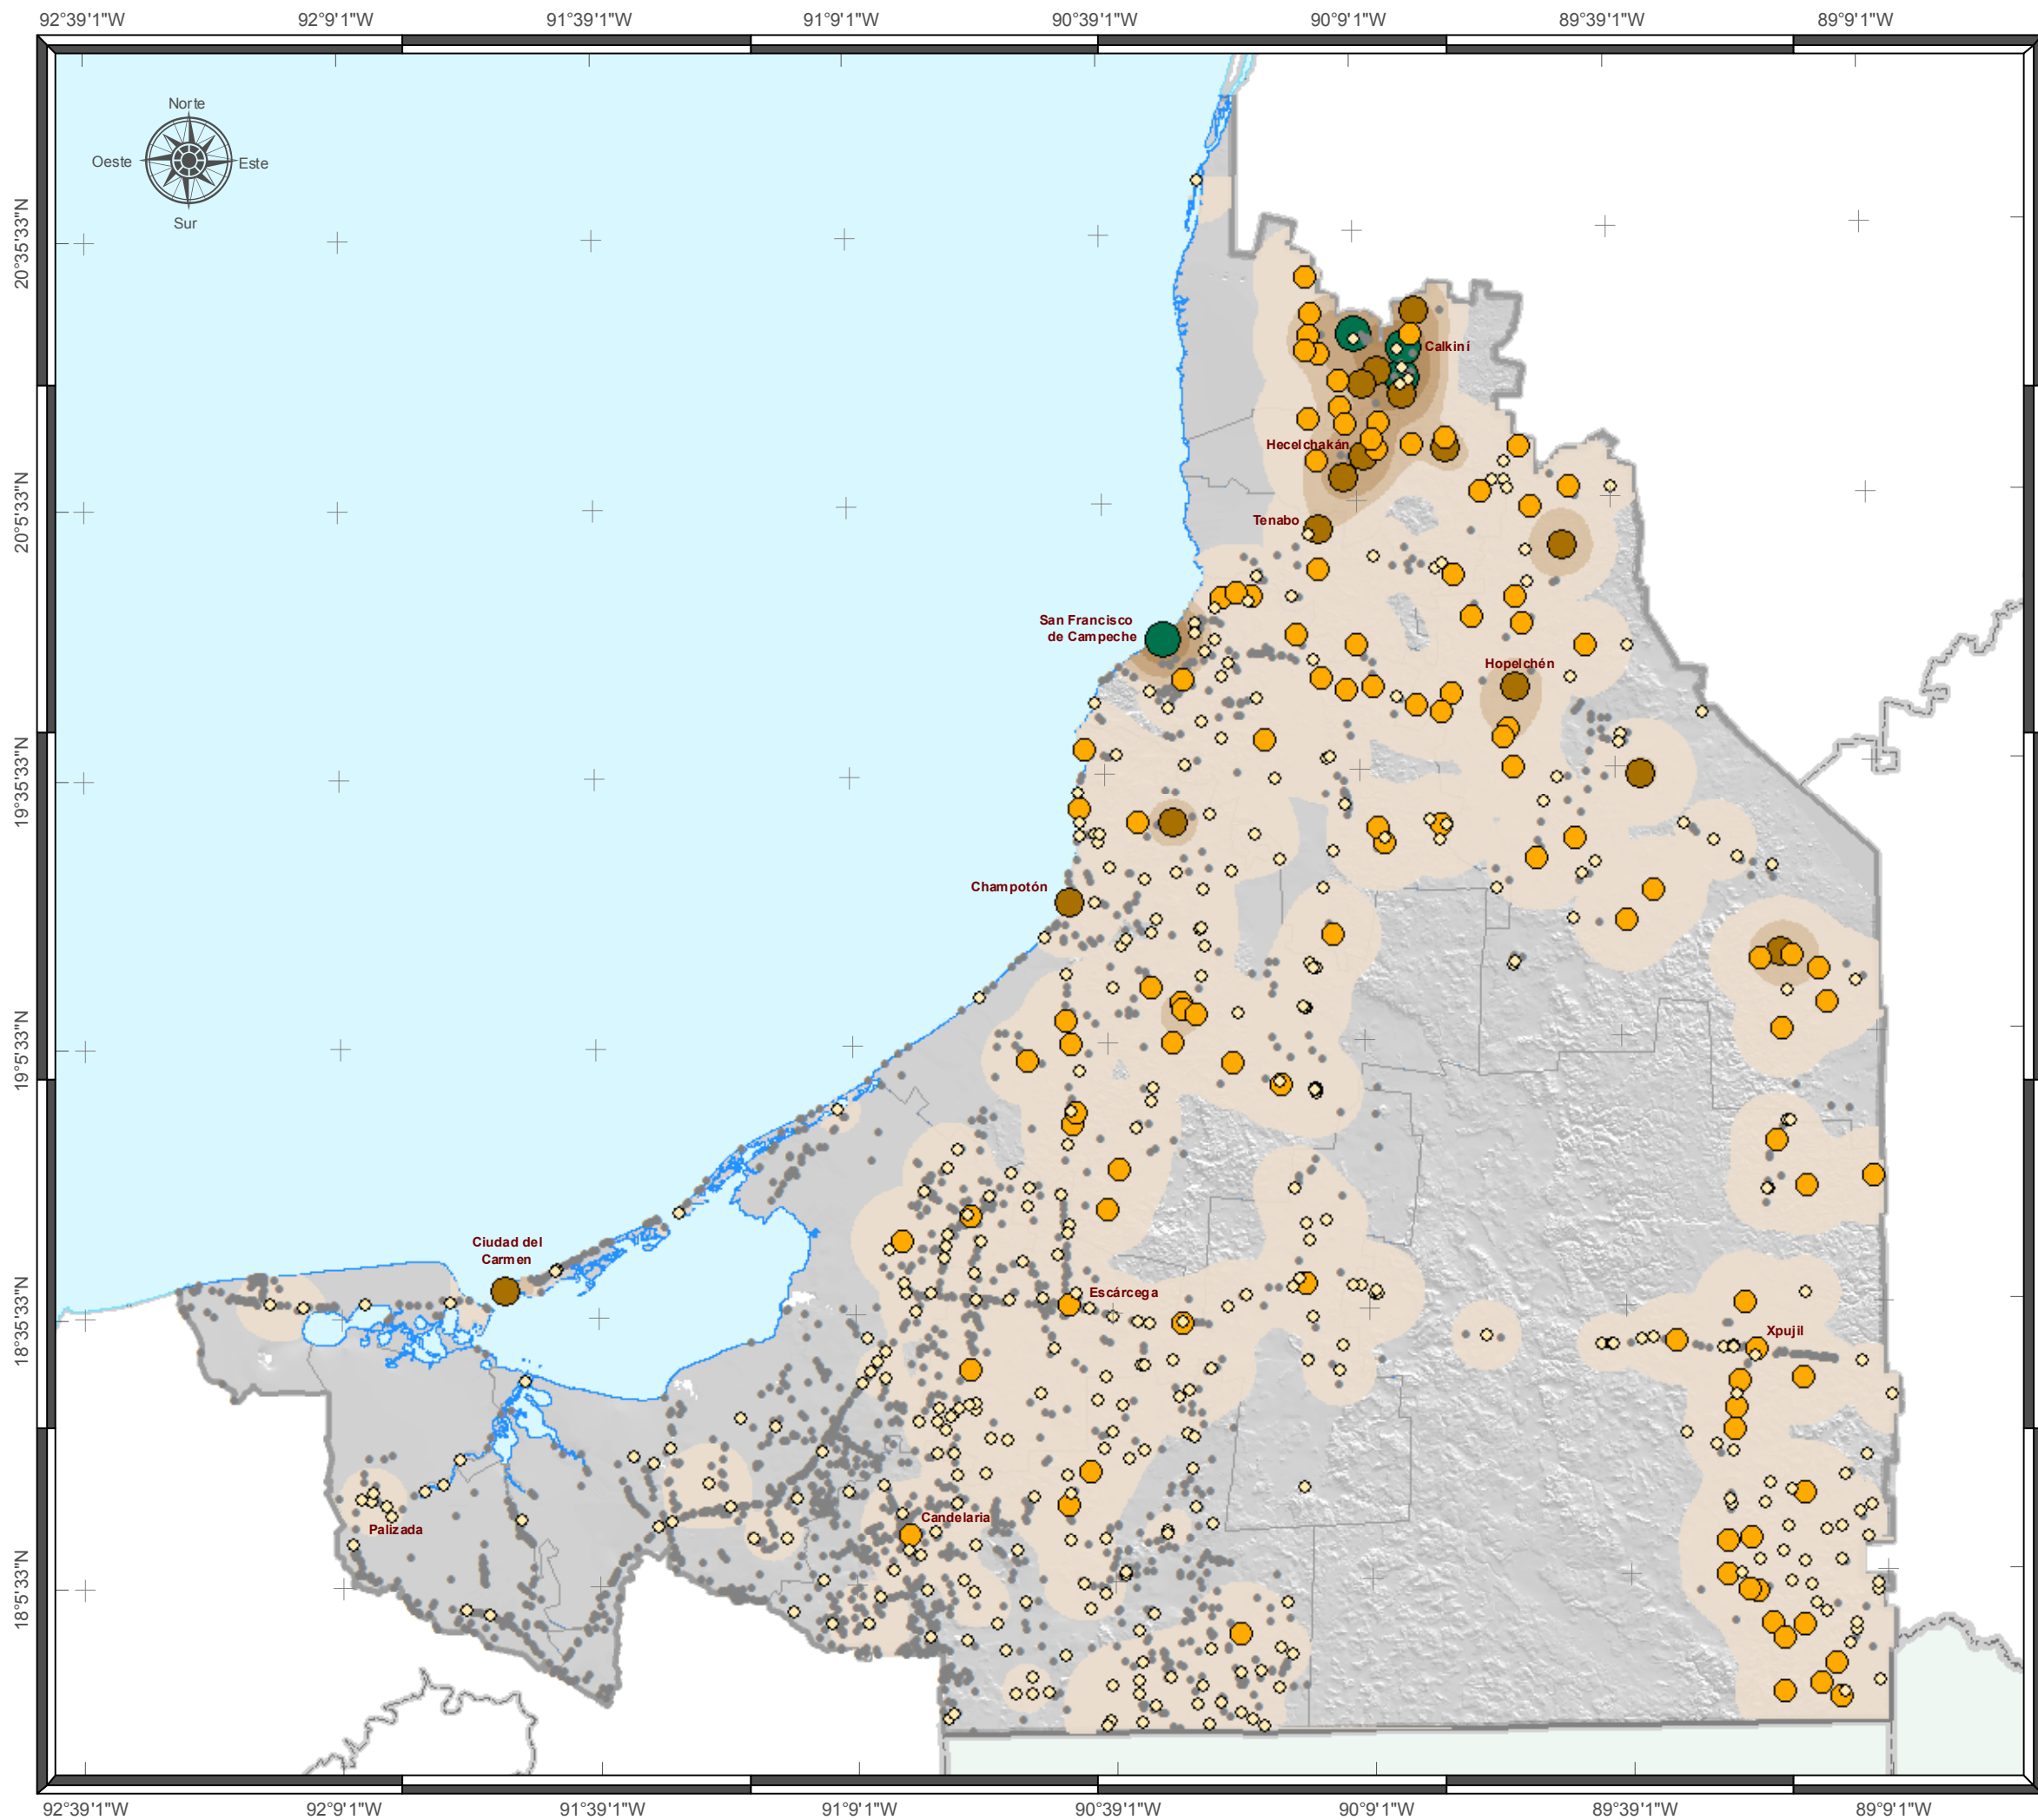 92°39'1"W
92°9'1"W
91°39'1"W
91°9'1"W
90°39'1"W
90°9'1"W
89°39'1"W
89°9'1"W
Norte
Oeste
Este
Sur
20°35'33"N
20°5'33"N
19°35'33"N
19°5'33"N
18°35'33"N
18°5'33"N
Calkiní
Hecelchakán
Tenabo
San Francisco
de Campeche
Hopelchén
Champotón
Ciudad del
Carmen
Escárcega
Xpujil
Candelaria
Palizada
92°39'1"W
92°9'1"W
91°39'1"W
91°9'1"W
90°39'1"W
90°9'1"W
89°39'1"W
89°9'1"W